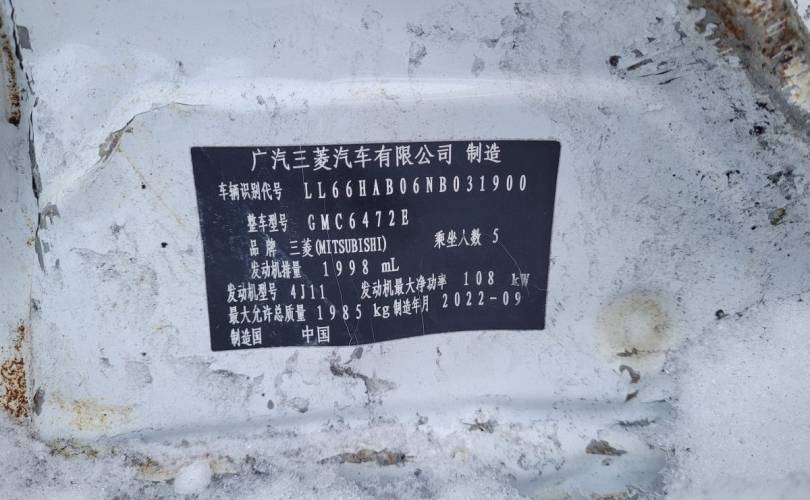 广汽三菱汽车有限公司 制造
车辆识别代号 LL66HAB06NB031900
整车型号 GMC6472E
品牌 三菱(MITSUBISHI) 乘坐人数 5
发动机排量 1998 mL
发动机型号 4J11 发动机最大净功率 108 kW
最大允许总质量 1985 kg 制造年月 2022-09
制造国 中国